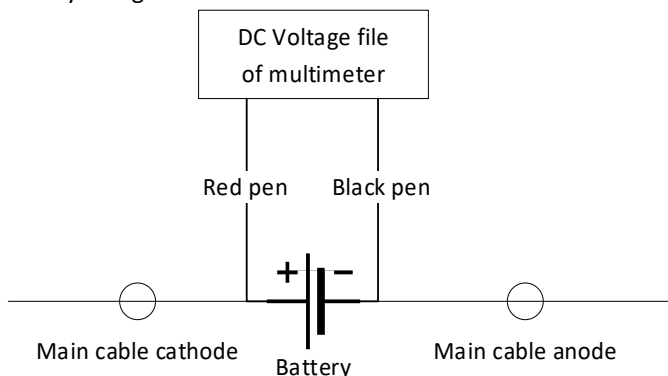 DC Voltage file
of multimeter
Red pen
Black pen
+
−
Main cable cathode
Battery
Main cable anode